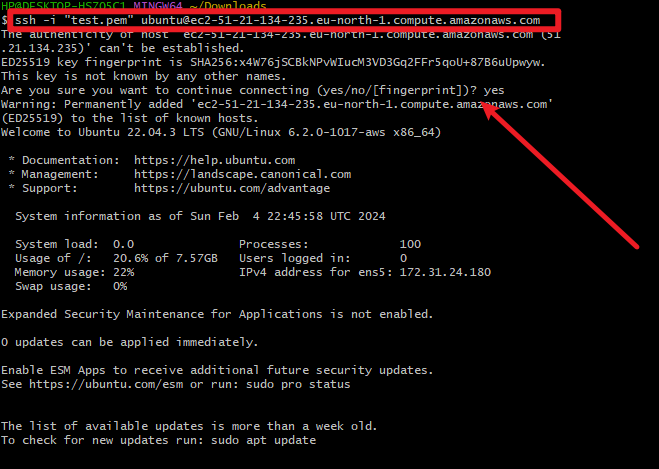 HP@DESKTOP-HSZO5C1 MINGW64 ~/Downloads
$ ssh -i "test.pem" ubuntu@ec2-51-21-134-235.eu-north-1.compute.amazonaws.com
The authenticity of host 'ec2-51-21-134-235.eu-north-1.compute.amazonaws.com (51
.21.134.235)' can't be established.
ED25519 key fingerprint is SHA256:x4W76jSCBkNPvWIucM3VD3Gq2FFr5qoU+87B6uUpwyw.
This key is not known by any other names.
Are you sure you want to continue connecting (yes/no/[fingerprint])? yes
Warning: Permanently added 'ec2-51-21-134-235.eu-north-1.compute.amazonaws.com'
(ED25519) to the list of known hosts.
Welcome to Ubuntu 22.04.3 LTS (GNU/Linux 6.2.0-1017-aws x86_64)
* Documentation: https://help.ubuntu.com
* Management: https://landscape.canonical.com
* Support: https://ubuntu.com/advantage
System information as of Sun Feb 4 22:45:58 UTC 2024
System load: 0.0 Processes: 100
Usage of /: 20.6% of 7.57GB Users logged in: 0
Memory usage: 22% IPv4 address for ens5: 172.31.24.180
Swap usage: 0%
Expanded Security Maintenance for Applications is not enabled.
0 updates can be applied immediately.
Enable ESM Apps to receive additional future security updates.
See https://ubuntu.com/esm or run: sudo pro status
The list of available updates is more than a week old.
To check for new updates run: sudo apt update